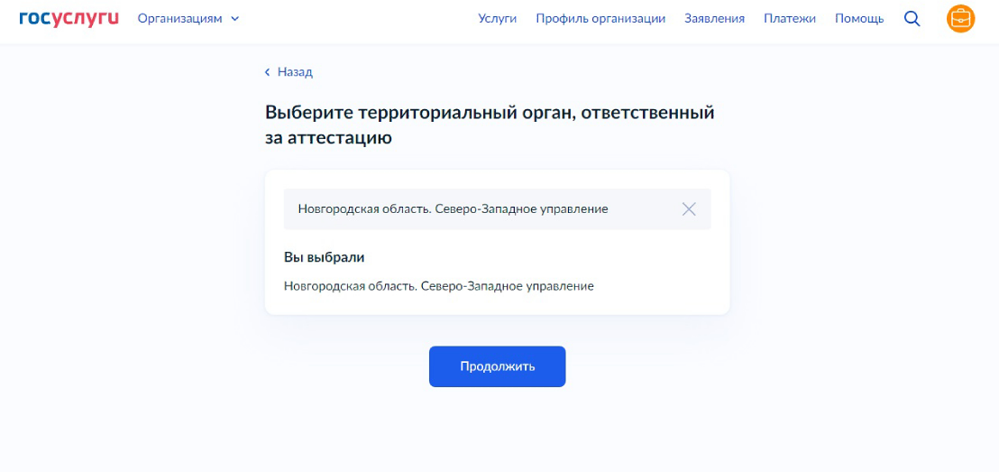 госуслуги Организациям Услуги Профиль организации Заявления Платежи Помощь
Назад
Выберите территориальный орган, ответственный
за аттестацию
Новгородская область. Северо-Западное управление
Вы выбрали
Новгородская область. Северо-Западное управление
Продолжить